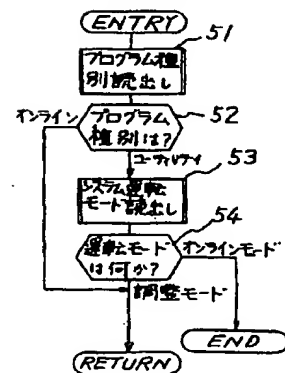 ENTRY
51
プログラム種
別読出し
オンライン
プログラム
種別は?
52
ユーティリティ
53
システム運転
モード読出し
54
運転モード
は何か?
オンラインモード
調整モード
END
RETURN